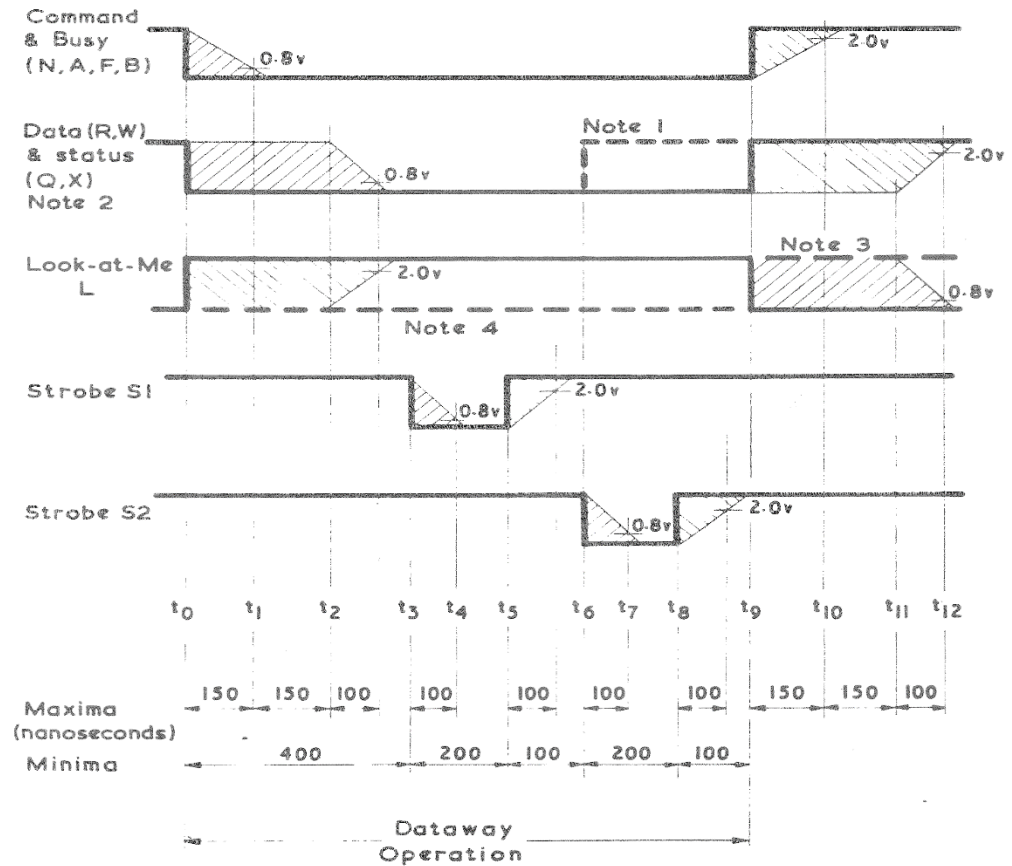 Command
& Busy
(N, A, F, B)
0·8v
2·0v
Data (R, W)
& status
(Q, X)
Note 2
Note 1
0·8v
2·0v
Look-at-Me
L
2·0v
Note 3
0·8v
Note 4
Strobe S1
0·8v
2·0v
Strobe S2
0·8v
2·0v
t0 t1 t2 t3 t4 t5 t6 t7 t8 t9 t10 t11 t12
150 150 100 100 100 100 100 150 150 100
Maxima
(nanoseconds)
Minima
400 200 100 200 100
Dataway
Operation